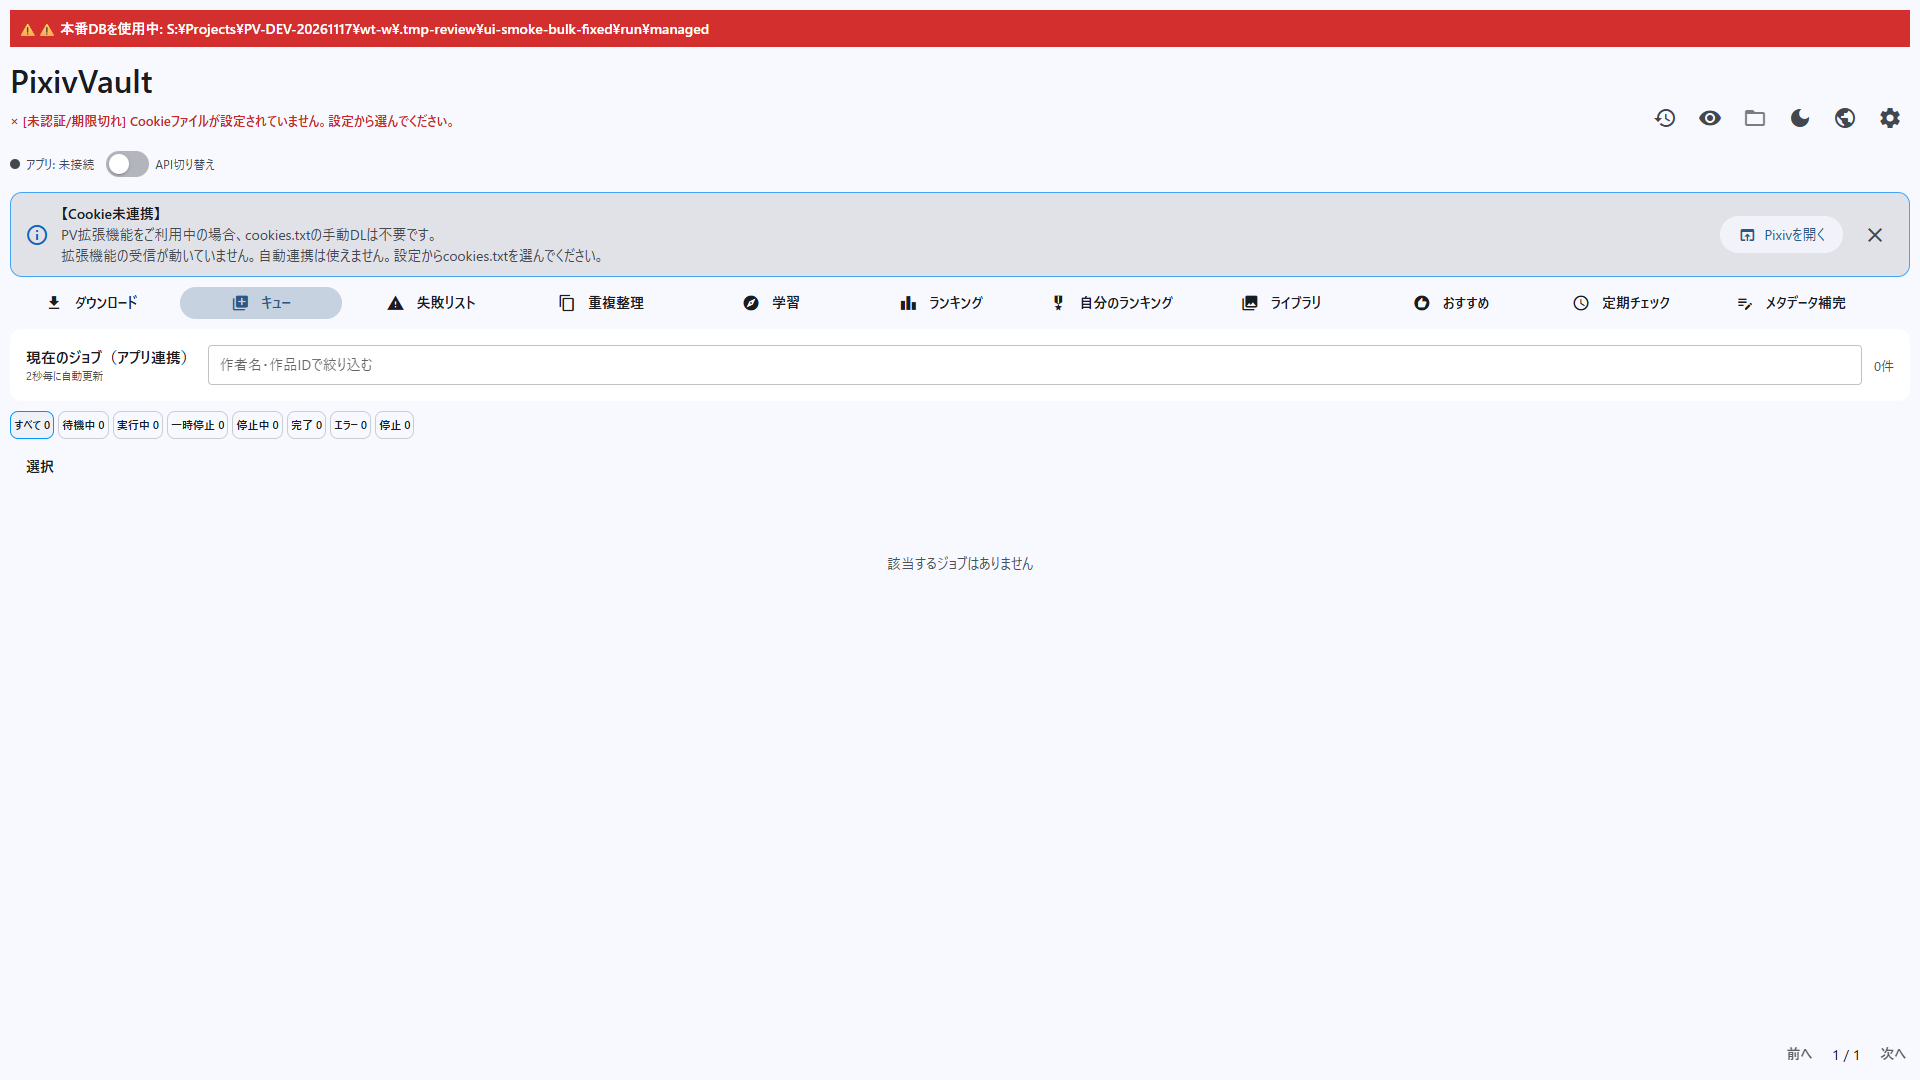 本番DBを使用中: S:¥Projects¥PV-DEV-20261117¥wt-w¥.tmp-review¥ui-smoke-bulk-fixed¥run¥managed
PixivVault
× [未認証/期限切れ] Cookieファイルが設定されていません。設定から選んでください。
アプリ: 未接続 API切り替え
【Cookie未連携】
PV拡張機能をご利用中の場合、cookies.txtの手動DLは不要です。
拡張機能の受信が動いていません。自動連携は使えません。設定からcookies.txtを選んでください。
Pixivを開く
ダウンロード キュー 失敗リスト 重複整理 学習 ランキング 自分のランキング ライブラリ おすすめ 定期チェック メタデータ補完
現在のジョブ（アプリ連携）
2秒毎に自動更新
作者名・作品IDで絞り込む
0件
すべて 0 待機中 0 実行中 0 一時停止 0 停止中 0 完了 0 エラー 0 停止 0
選択
該当するジョブはありません
前へ 1 / 1 次へ